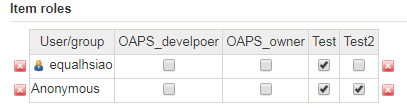 Item roles
User/group OAPS_develpoer OAPS_owner Test Test2
equalhsiao
Anonymous